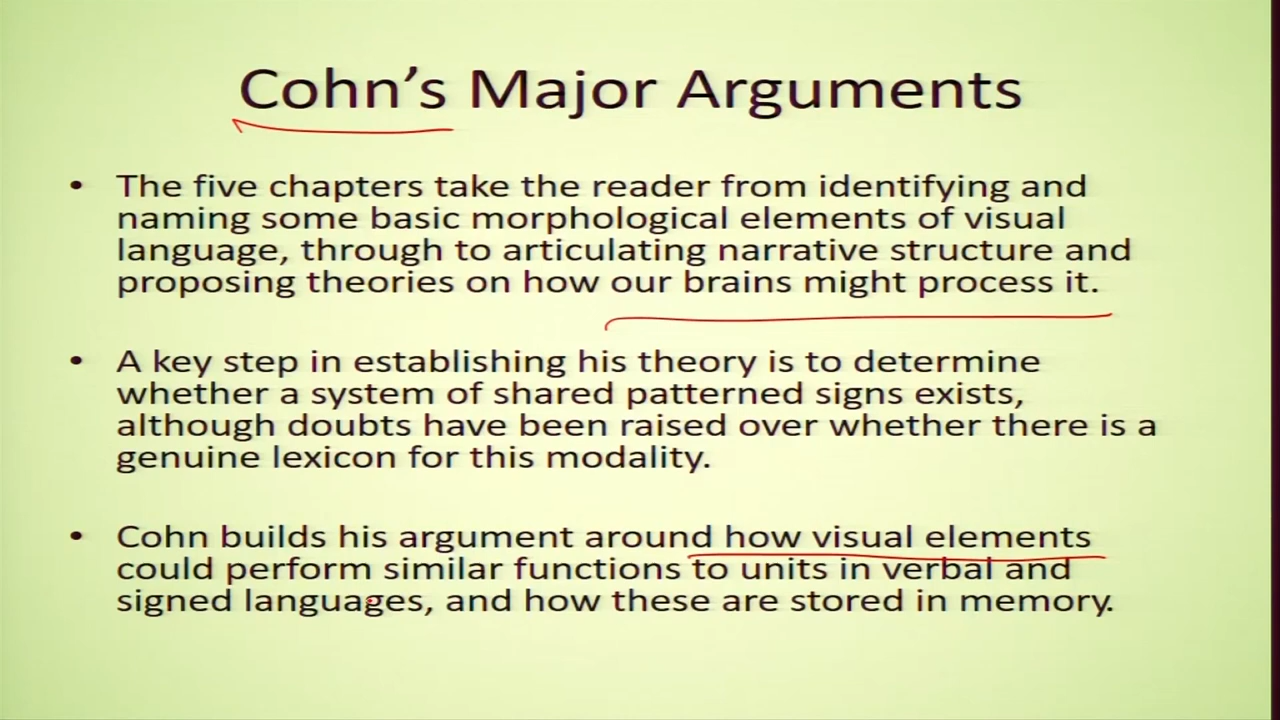 Cohn's Major Arguments
• The five chapters take the reader from identifying and
naming some basic morphological elements of visual
language, through to articulating narrative structure and
proposing theories on how our brains might process it.
• A key step in establishing his theory is to determine
whether a system of shared patterned signs exists,
although doubts have been raised over whether there is a
genuine lexicon for this modality.
• Cohn builds his argument around how visual elements
could perform similar functions to units in verbal and
signed languages, and how these are stored in memory.